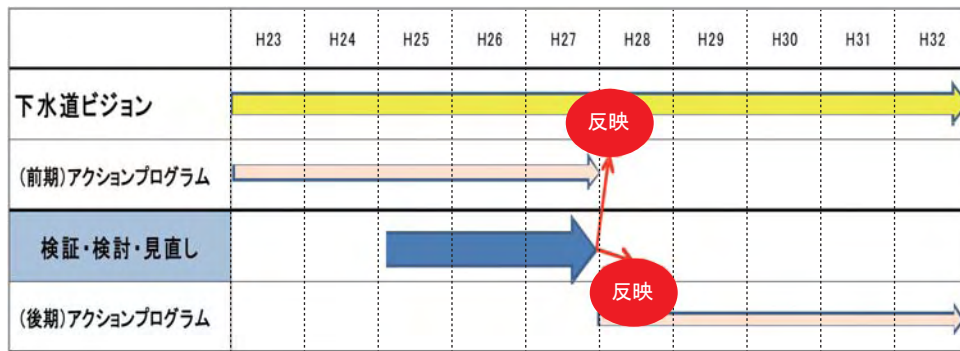 H23 H24 H25 H26 H27 H28 H29 H30 H31 H32
下水道ビジョン
反映
(前期)アクションプログラム
検証・検討・見直し
反映
(後期)アクションプログラム